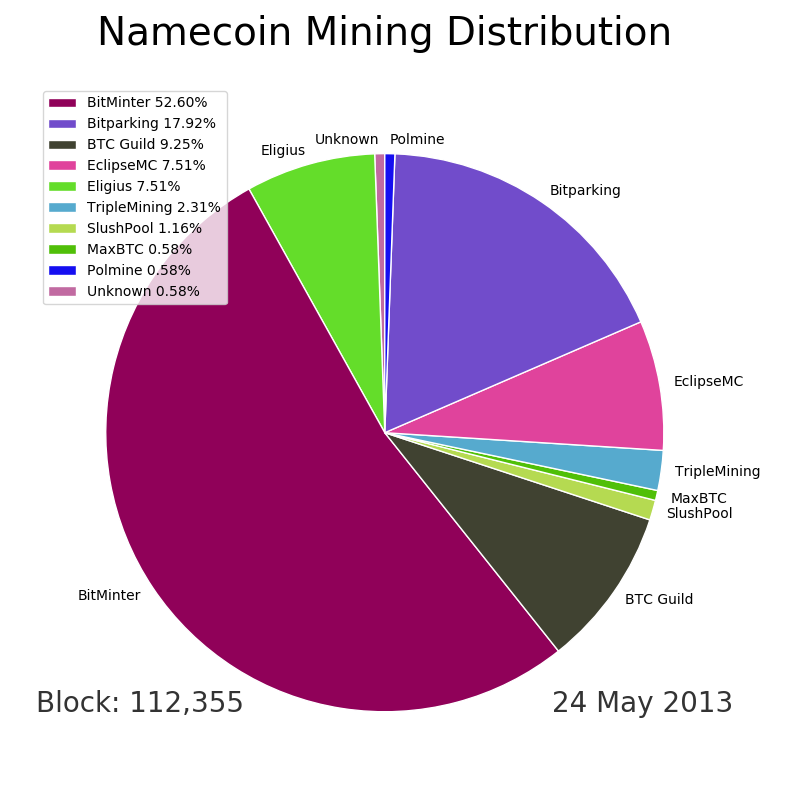 Namecoin Mining Distribution
BitMinter 52.60%
Bitparking 17.92%
BTC Guild 9.25%
EclipseMC 7.51%
Eligius 7.51%
TripleMining 2.31%
SlushPool 1.16%
MaxBTC 0.58%
Polmine 0.58%
Unknown 0.58%
Eligius
Unknown
Polmine
Bitparking
EclipseMC
TripleMining
MaxBTC
SlushPool
BTC Guild
BitMinter
Block: 112,355
24 May 2013